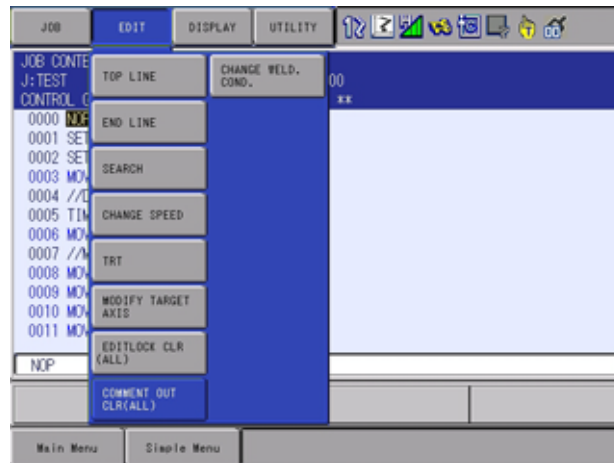 JOB EDIT DISPLAY UTILITY
JOB CONTE
J:TEST 00
CONTROL **
0000 NOP
0001 SET
0002 SET
0003 MOV
0004
0005 TIM
0006 MOV
0007
0008 MOV
0009 MOV
0010 MOV
0011 MOV
TOP LINE
END LINE
SEARCH
CHANGE SPEED
TRT
MODIFY TARGET
AXIS
EDITLOCK CLR
(ALL)
COMMENT OUT
CLR(ALL)
CHANGE WELD.
COND.
NOP
Main Menu Simple Menu